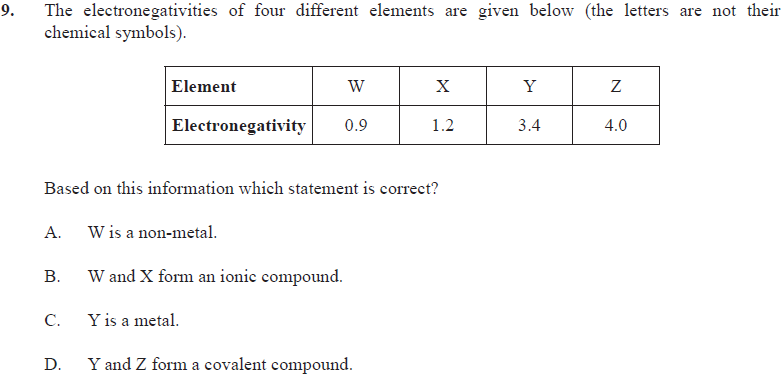 9. The electronegativities of four different elements are given below (the letters are not their
chemical symbols).
Element W X Y Z
Electronegativity 0.9 1.2 3.4 4.0
Based on this information which statement is correct?
A. W is a non-metal.
B. W and X form an ionic compound.
C. Y is a metal.
D. Y and Z form a covalent compound.